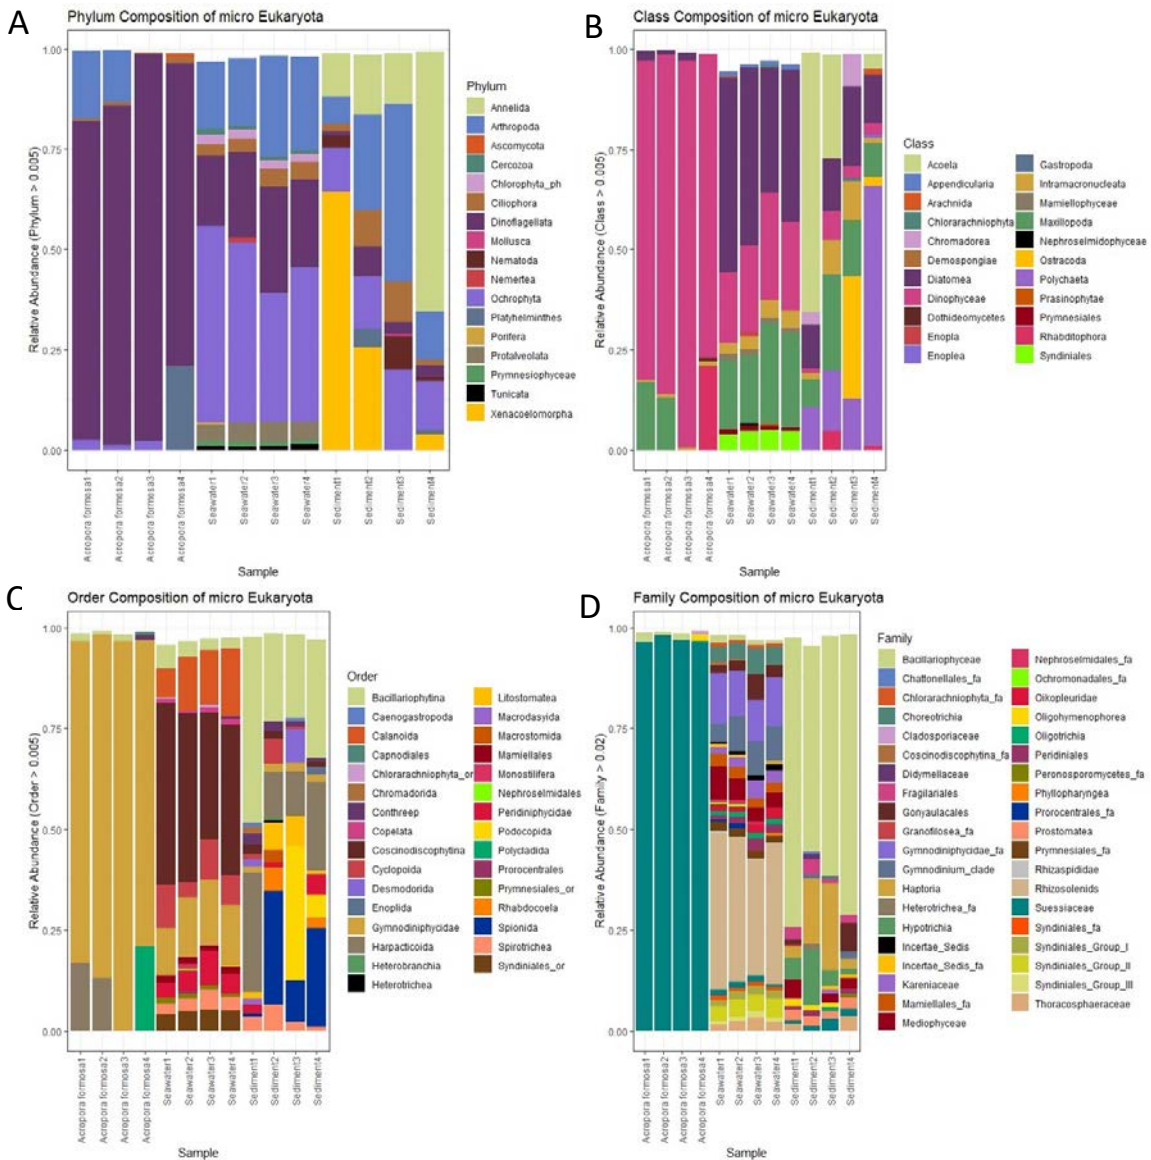 A
Phylum Composition of micro Eukaryota
Relative Abundance (Phylum > 0.005)
1.00
0.75
0.50
0.25
0.00
Acropora formosa1
Acropora formosa2
Acropora formosa3
Acropora formosa4
Seawater1
Seawater2
Seawater3
Seawater4
Sediment1
Sediment2
Sediment3
Sediment4
Sample
Phylum
Annelida
Arthropoda
Ascomycota
Cercozoa
Chlorophyta_ph
Ciliophora
Dinoflagellata
Mollusca
Nematoda
Nemertea
Ochrophyta
Platyhelminthes
Porifera
Protalveolata
Prymnesiophyceae
Tunicata
Xenacoelomorpha
B
Class Composition of micro Eukaryota
Relative Abundance (Class > 0.005)
1.00
0.75
0.50
0.25
0.00
Acropora formosa1
Acropora formosa2
Acropora formosa3
Acropora formosa4
Seawater1
Seawater2
Seawater3
Seawater4
Sediment1
Sediment2
Sediment3
Sediment4
Sample
Class
Acoela
Appendicularia
Arachnida
Chlorarachniophyta
Chromadorea
Demospongiae
Diatomea
Dinophyceae
Dothideomycetes
Enopla
Enoplea
Gastropoda
Intramacronucleata
Mamiellophyceae
Maxillopoda
Nephroselmidophyceae
Ostracoda
Polychaeta
Prasinophytae
Prymnesiales
Rhabditophora
Syndiniales
C
Order Composition of micro Eukaryota
Relative Abundance (Order > 0.005)
1.00
0.75
0.50
0.25
0.00
Acropora formosa1
Acropora formosa2
Acropora formosa3
Acropora formosa4
Seawater1
Seawater2
Seawater3
Seawater4
Sediment1
Sediment2
Sediment3
Sediment4
Sample
Order
Bacillariophytina
Caenogastropoda
Calanoida
Capnodiales
Chlorarachniophyta_or
Chromadorida
Conthreep
Copelata
Coscinodiscophytina
Cyclopoida
Desmodorida
Enoplida
Gymnodiniphycidae
Harpacticoida
Heterobranchia
Heterotrichea
Litostomatea
Macrodasyida
Macrostomida
Mamiellales
Monostilifera
Nephroselmidales
Peridiniphycidae
Podocopida
Polycladida
Prorocentrales
Prymnesiales_or
Rhabdocoela
Spionida
Spirotrichea
Syndiniales_or
D
Family Composition of micro Eukaryota
Relative Abundance (Family > 0.02)
1.00
0.75
0.50
0.25
0.00
Acropora formosa1
Acropora formosa2
Acropora formosa3
Acropora formosa4
Seawater1
Seawater2
Seawater3
Seawater4
Sediment1
Sediment2
Sediment3
Sediment4
Sample
Family
Bacillariophyceae
Chattonellales_fa
Chlorarachniophyta_fa
Choreotrichia
Cladosporiaceae
Coscinodiscophytina_fa
Didymellaceae
Fragilariales
Gonyaulacales
Granofilosea_fa
Gymnodiniphycidae_fa
Gymnodinium_clade
Haptoria
Heterotrichea_fa
Hypotrichia
Incertae_Sedis
Incertae_Sedis_fa
Kareniaceae
Mamiellales_fa
Mediophyceae
Nephroselmidales_fa
Ochromonadales_fa
Oikopleuridae
Oligohymenophorea
Oligotrichia
Peridiniales
Peronosporomycetes_fa
Phyllopharyngea
Prorocentrales_fa
Prostomatea
Prymnesiales_fa
Rhizaspididae
Rhizosolenids
Suessiaceae
Syndiniales_fa
Syndiniales_Group_I
Syndiniales_Group_II
Syndiniales_Group_III
Thoracosphaeraceae